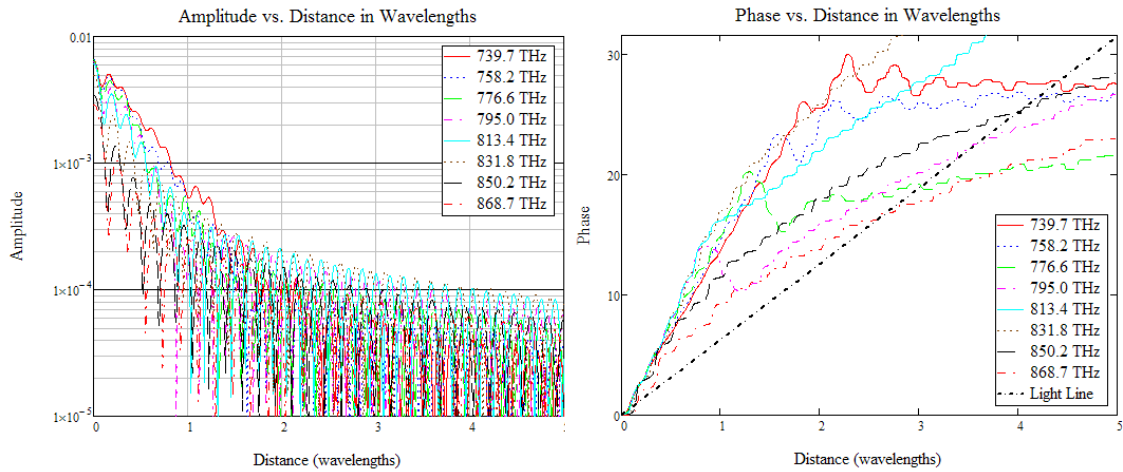 Amplitude vs. Distance in Wavelengths
0.01
1×10⁻³
1×10⁻⁴
1×10⁻⁵
0
1
2
3
4
5
Amplitude
Distance (wavelengths)
739.7 THz
758.2 THz
776.6 THz
795.0 THz
813.4 THz
831.8 THz
850.2 THz
868.7 THz
Phase vs. Distance in Wavelengths
30
20
10
0
0
1
2
3
4
5
Phase
Distance (wavelengths)
739.7 THz
758.2 THz
776.6 THz
795.0 THz
813.4 THz
831.8 THz
850.2 THz
868.7 THz
Light Line